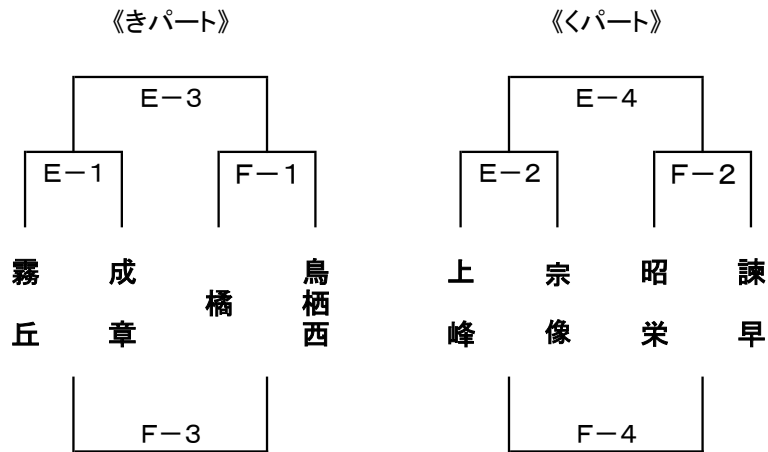 《きパート》
E－3
E－1
F－1
霧丘
成章
橘
鳥栖西
F－3
《くパート》
E－4
E－2
F－2
上峰
宗像
昭栄
諫早
F－4